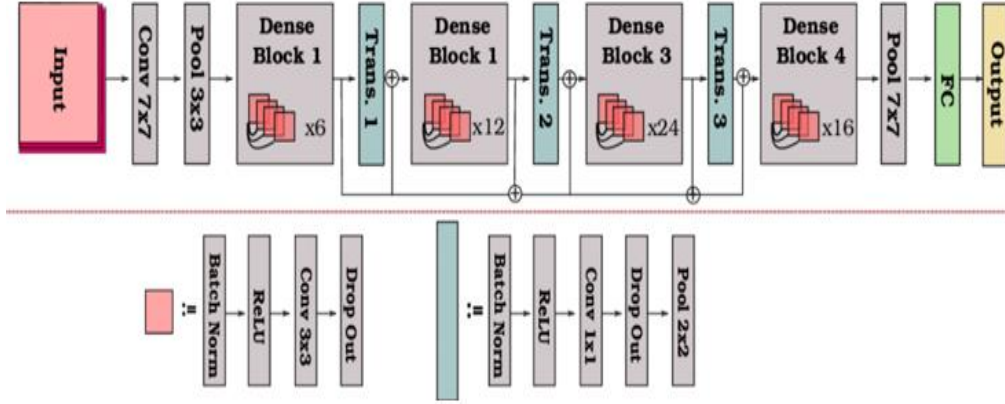 Input
Conv 7x7
Pool 3x3
Dense
Block 1
x6
Trans. 1
Dense
Block 1
x12
Trans. 2
Dense
Block 3
x24
Trans. 3
Dense
Block 4
x16
Pool 7x7
FC
Output
:=
Batch Norm
ReLU
Conv 3x3
Drop Out
:=
Batch Norm
ReLU
Conv 1x1
Drop Out
Pool 2x2